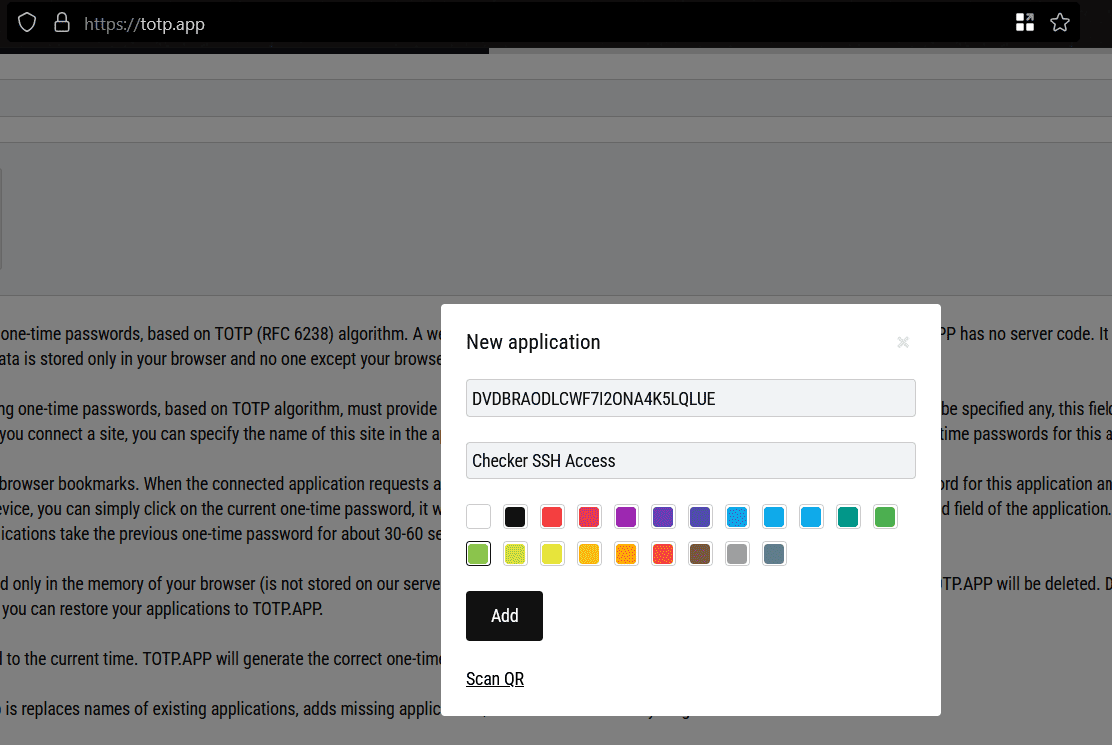 https://totp.app
one-time passwords, based on TOTP (RFC 6238) algorithm. A we
PP has no server code. It
ata is stored only in your browser and no one except your browse
ng one-time passwords, based on TOTP algorithm, must provide
be specified any, this field
you connect a site, you can specify the name of this site in the a
time passwords for this a
browser bookmarks. When the connected application requests a
rd for this application an
evice, you can simply click on the current one-time password, it w
d field of the application.
ications take the previous one-time password for about 30-60 se
d only in the memory of your browser (is not stored on our serve
OTP.APP will be deleted. D
you can restore your applications to TOTP.APP.
l to the current time. TOTP.APP will generate the correct one-time
p is replaces names of existing applications, adds missing applic
New application
×
DVDBRAODLCWF7I2ONA4K5LQLUE
Checker SSH Access
Add
Scan QR